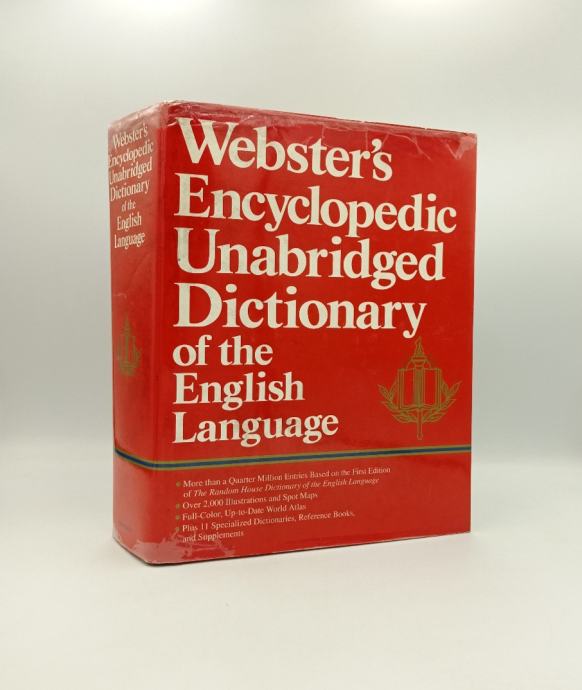 Webster's
Encyclopedic
Unabridged
Dictionary
of the
English
Language
Webster's
Encyclopedic
Unabridged
Dictionary
of the
English
Language
More than a Quarter Million Entries Based on the First Edition
of The Random House Dictionary of the English Language
Over 2,000 Illustrations and Spot Maps
Full-Color, Up-to-Date World Atlas
Plus 11 Specialized Dictionaries, Reference Books,
and Supplements